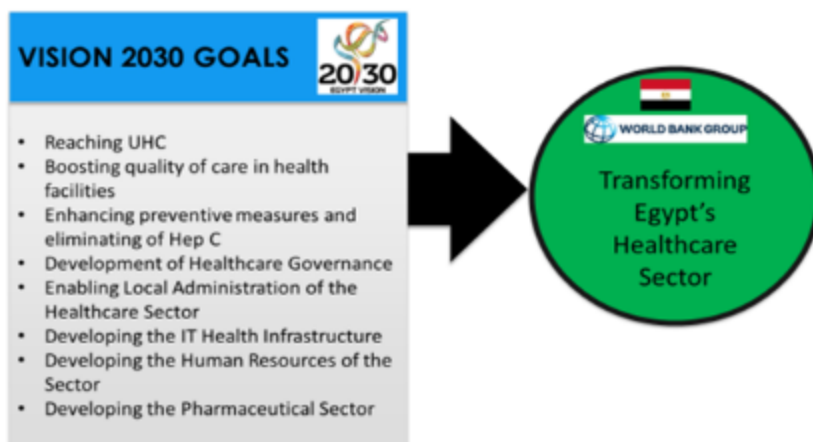 VISION 2030 GOALS
2030
EGYPT VISION
• Reaching UHC
• Boosting quality of care in health
facilities
• Enhancing preventive measures and
eliminating of Hep C
• Development of Healthcare Governance
• Enabling Local Administration of the
Healthcare Sector
• Developing the IT Health Infrastructure
• Developing the Human Resources of the
Sector
• Developing the Pharmaceutical Sector
WORLD BANK GROUP
Transforming
Egypt's
Healthcare
Sector